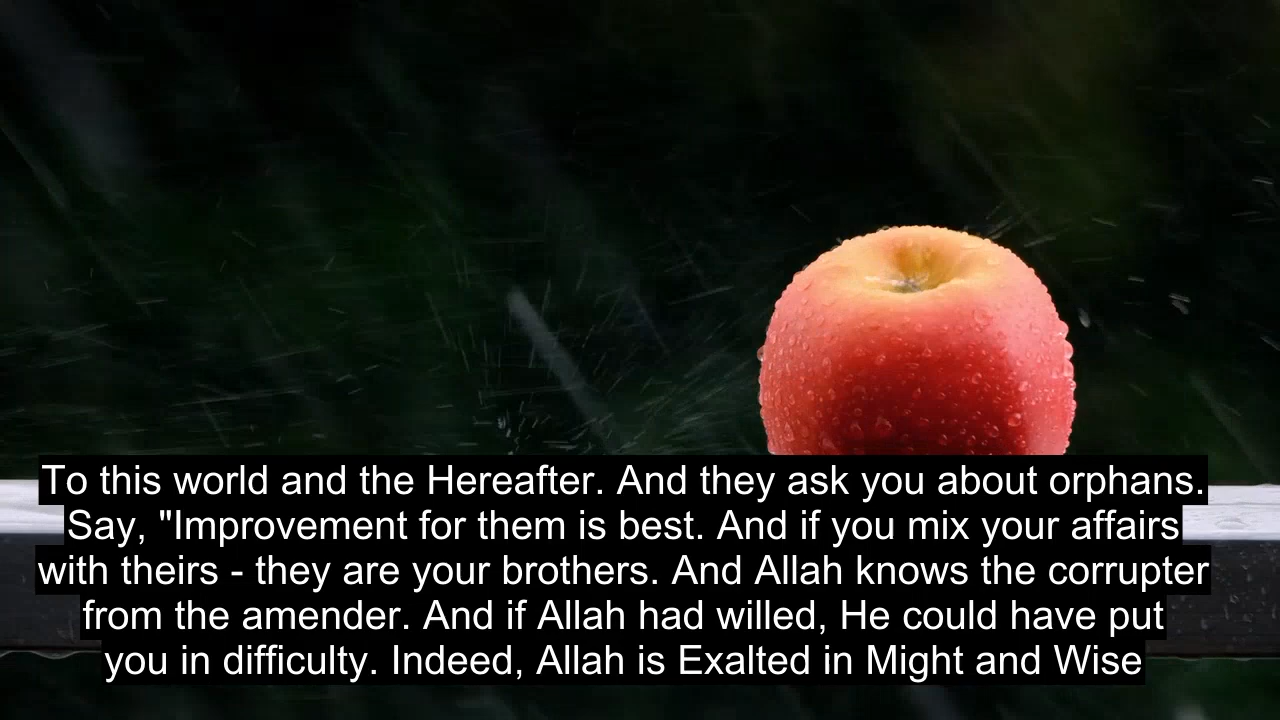 To this world and the Hereafter. And they ask you about orphans.
Say, "Improvement for them is best. And if you mix your affairs
with theirs - they are your brothers. And Allah knows the corrupter
from the amender. And if Allah had willed, He could have put
you in difficulty. Indeed, Allah is Exalted in Might and Wise